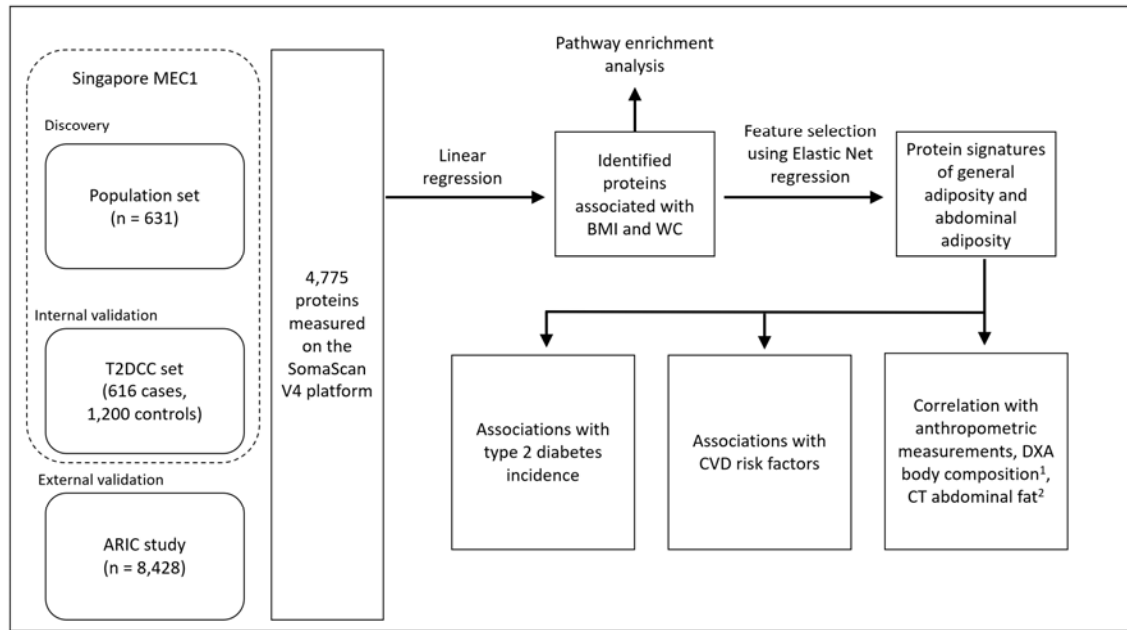 Singapore MEC1
Discovery
Population set
(n = 631)
Internal validation
T2DCC set
(616 cases,
1,200 controls)
External validation
ARIC study
(n = 8,428)
4,775
proteins
measured
on the
SomaScan
V4 platform
Linear
regression
Pathway enrichment
analysis
Identified
proteins
associated with
BMI and WC
Feature selection
using Elastic Net
regression
Protein signatures
of general
adiposity and
abdominal
adiposity
Associations with
type 2 diabetes
incidence
Associations with
CVD risk factors
Correlation with
anthropometric
measurements, DXA
body composition¹,
CT abdominal fat²